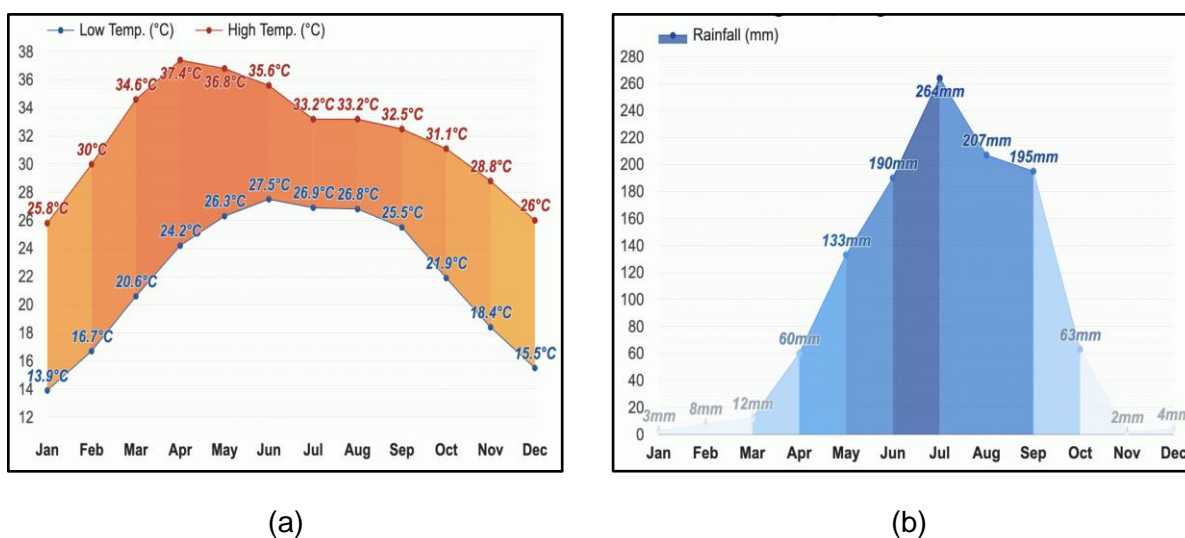 Low Temp. (°C) High Temp. (°C)
38
36
34
32
30
28
26
24
22
20
18
16
14
12
25.8°C
30°C
34.6°C
37.4°C
36.8°C
35.6°C
33.2°C
33.2°C
32.5°C
31.1°C
28.8°C
26°C
13.9°C
16.7°C
20.6°C
24.2°C
26.3°C
27.5°C
26.9°C
26.8°C
25.5°C
21.9°C
18.4°C
15.5°C
Jan Feb Mar Apr May Jun Jul Aug Sep Oct Nov Dec
(a)
Rainfall (mm)
280
260
240
220
200
180
160
140
120
100
80
60
40
20
0
3mm
8mm
12mm
60mm
133mm
190mm
264mm
207mm
195mm
63mm
2mm
4mm
Jan Feb Mar Apr May Jun Jul Aug Sep Oct Nov Dec
(b)